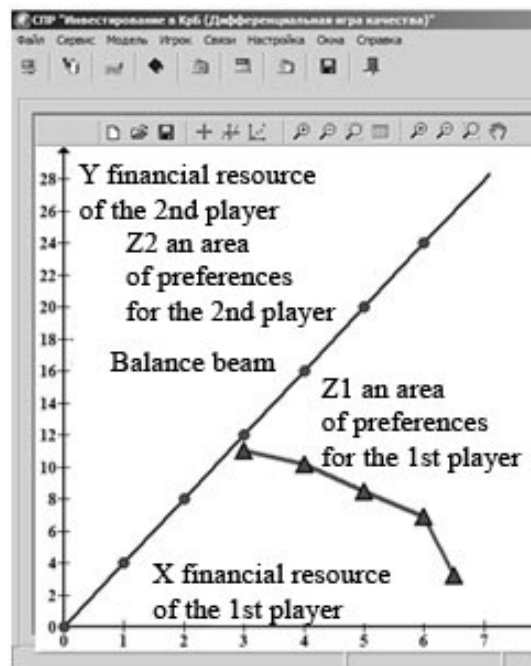 СПР "Инвестирование в КрБ (Дифференциальная игра качества)"
Файл Сервис Модель Игрок Связи Настройка Окна Справка
28
Y financial resource
of the 2nd player
26
24
Z2 an area
of preferences
for the 2nd player
22
20
18
Balance beam
16
Z1 an area
of preferences
for the 1st player
14
12
10
8
6
4
X financial resource
of the 1st player
2
0
0 1 2 3 4 5 6 7